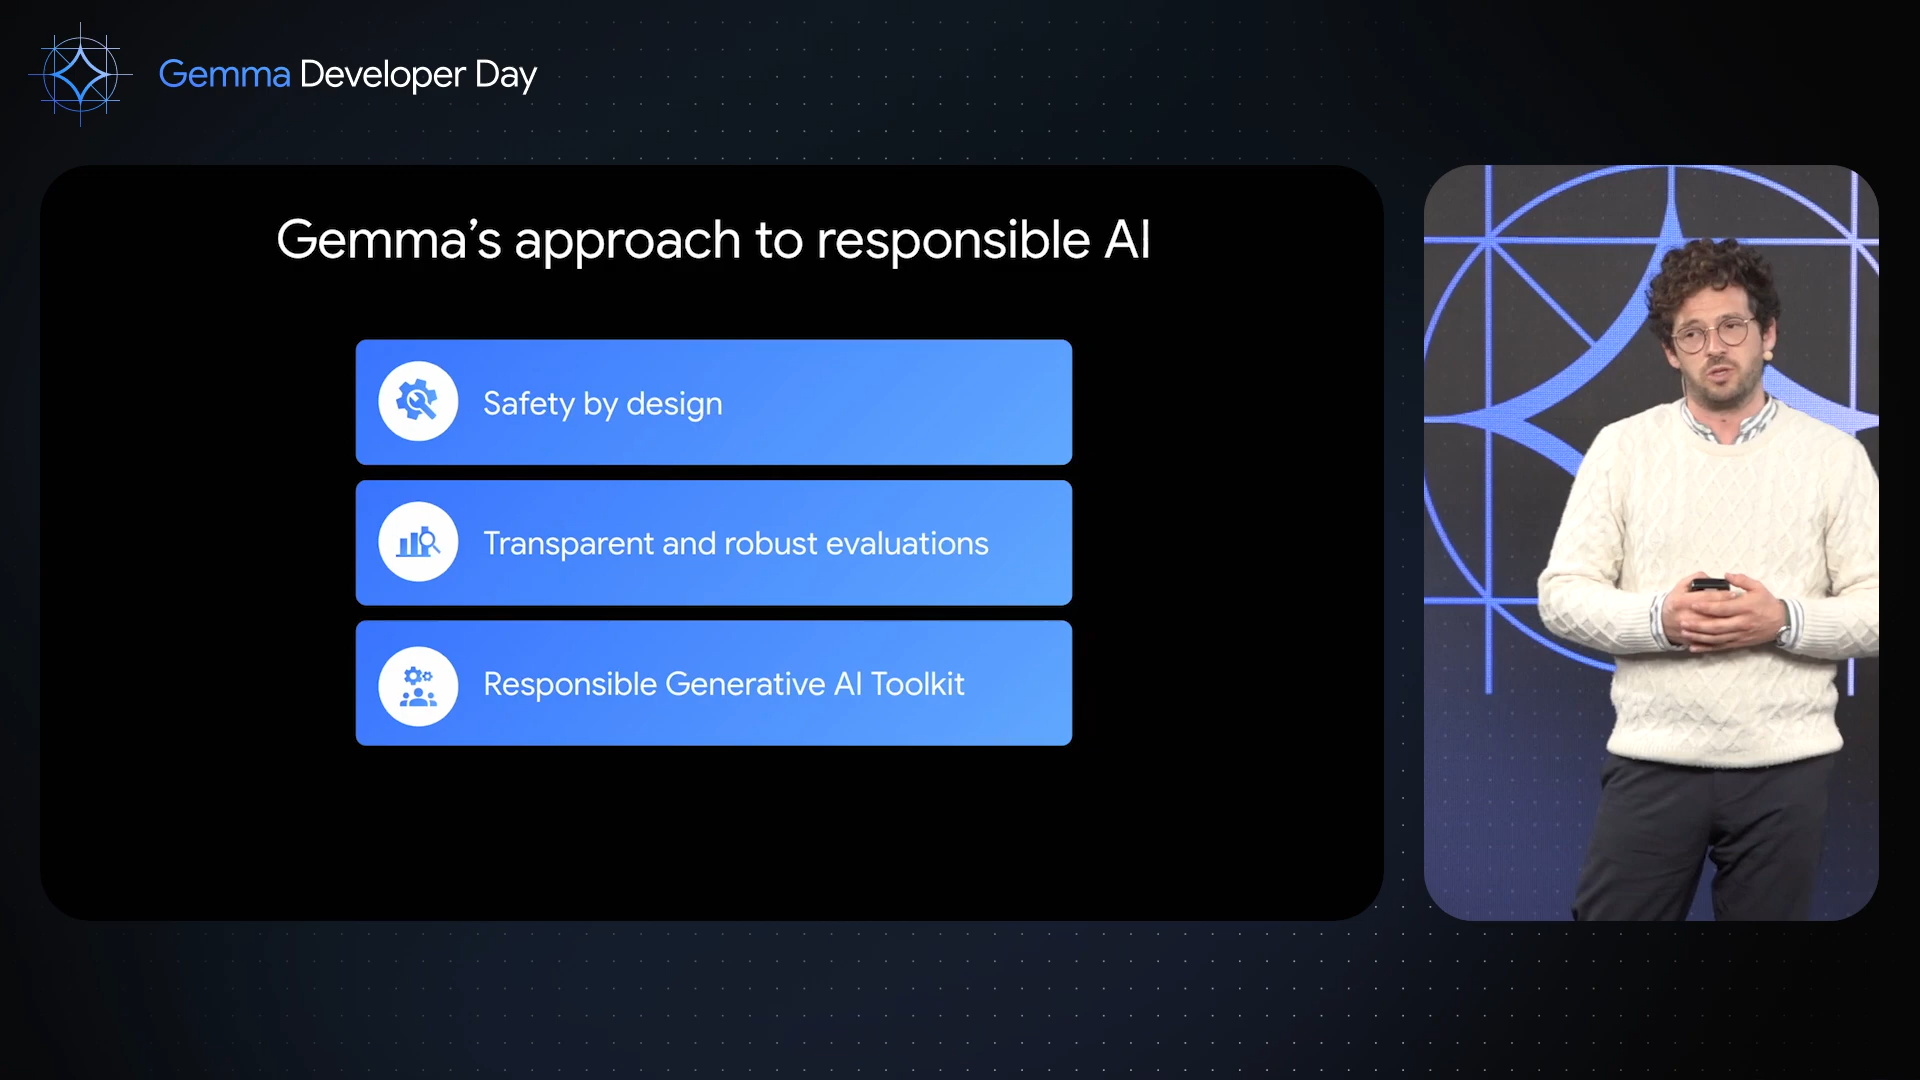 Gemma Developer Day
Gemma’s approach to responsible AI
Safety by design
Transparent and robust evaluations
Responsible Generative AI Toolkit